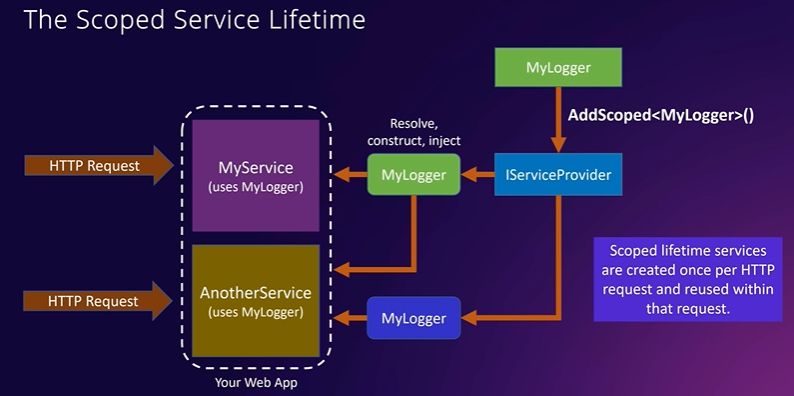 The Scoped Service Lifetime
MyLogger
AddScoped<MyLogger>()
Resolve,
construct, inject
HTTP Request
MyService
(uses MyLogger)
MyLogger
IServiceProvider
Scoped lifetime services
are created once per HTTP
request and reused within
that request.
HTTP Request
AnotherService
(uses MyLogger)
MyLogger
Your Web App